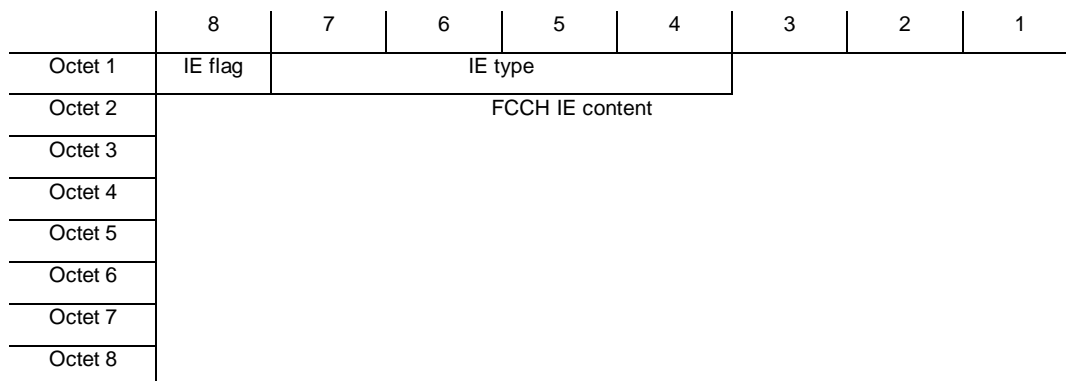 8 7 6 5 4 3 2 1
Octet 1 IE flag IE type
Octet 2 FCCH IE content
Octet 3
Octet 4
Octet 5
Octet 6
Octet 7
Octet 8